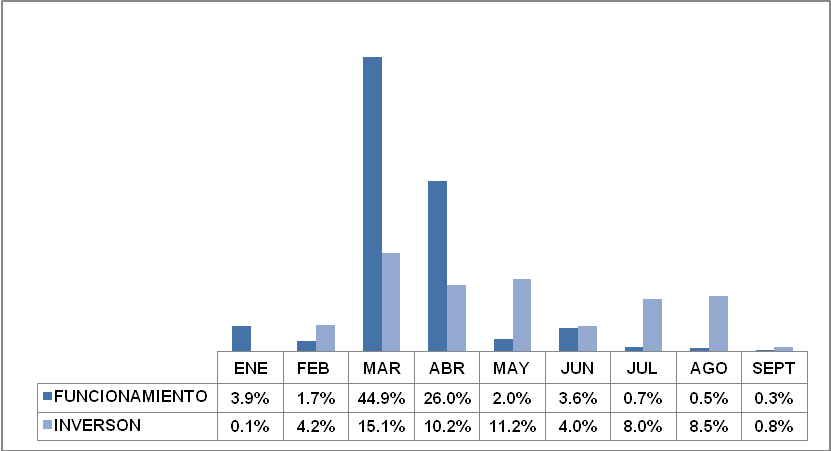 ENE FEB MAR ABR MAY JUN JUL AGO SEPT
FUNCIONAMIENTO 3.9% 1.7% 44.9% 26.0% 2.0% 3.6% 0.7% 0.5% 0.3%
INVERSON 0.1% 4.2% 15.1% 10.2% 11.2% 4.0% 8.0% 8.5% 0.8%